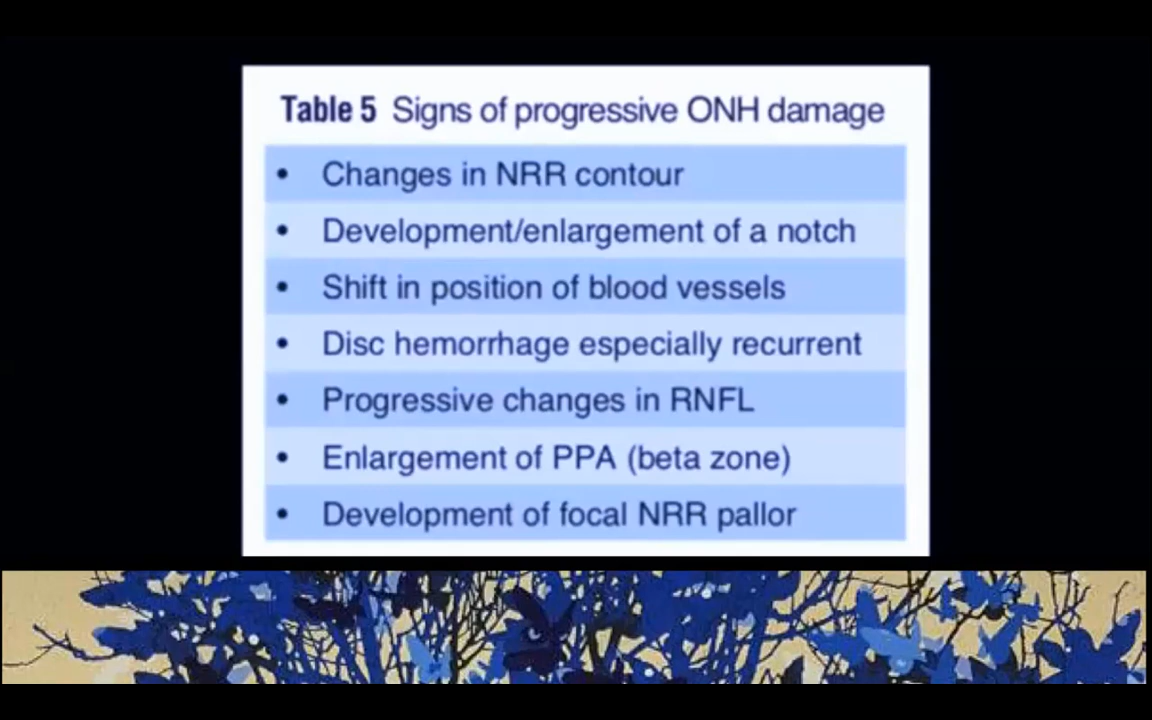 Table 5 Signs of progressive ONH damage
• Changes in NRR contour
• Development/enlargement of a notch
• Shift in position of blood vessels
• Disc hemorrhage especially recurrent
• Progressive changes in RNFL
• Enlargement of PPA (beta zone)
• Development of focal NRR pallor